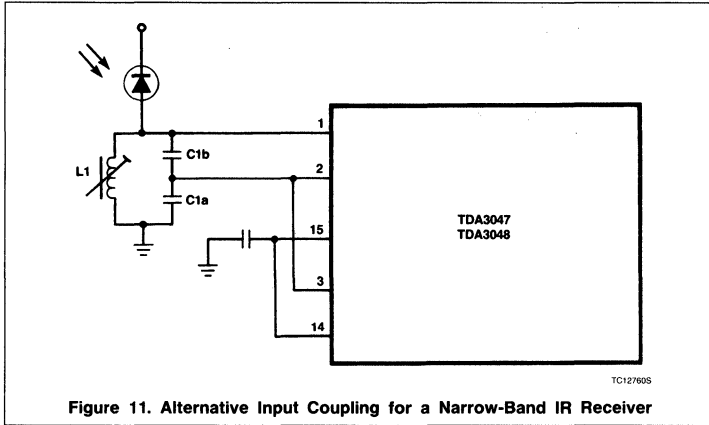 1
C1b
L1
2
C1a
TDA3047
TDA3048
15
3
14
TC12760S
Figure 11. Alternative Input Coupling for a Narrow-Band IR Receiver